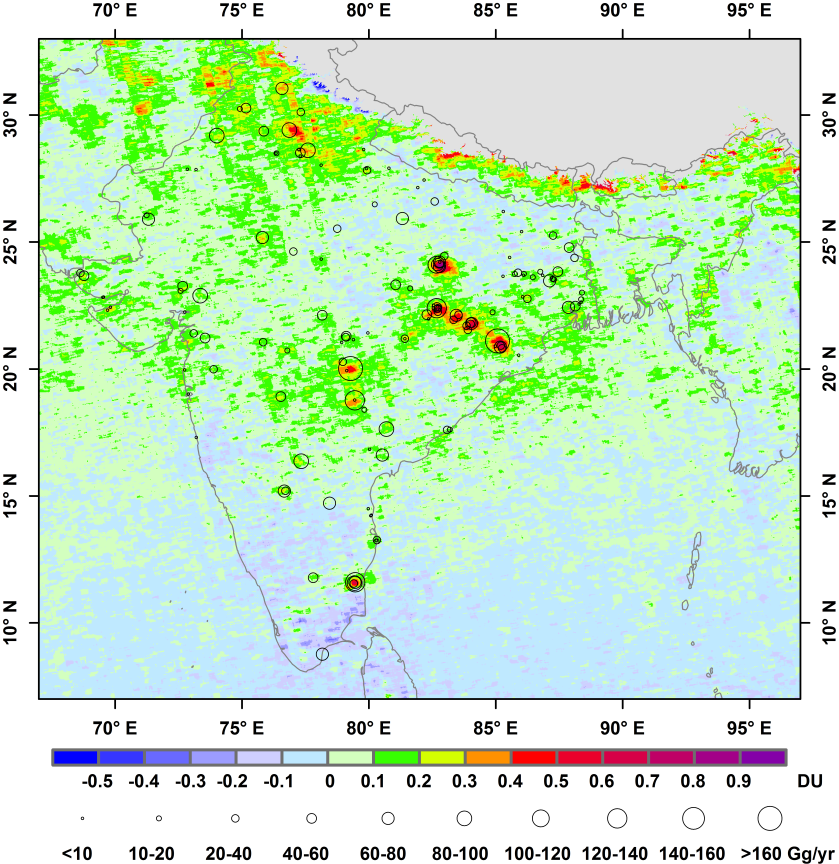 70° E 75° E 80° E 85° E 90° E 95° E
30° N 30° N
25° N 25° N
20° N 20° N
15° N 15° N
10° N 10° N
70° E 75° E 80° E 85° E 90° E 95° E
-0.5 -0.4 -0.3 -0.2 -0.1 0 0.1 0.2 0.3 0.4 0.5 0.6 0.7 0.8 0.9 DU
<10 10-20 20-40 40-60 60-80 80-100 100-120 120-140 140-160 >160 Gg/yr